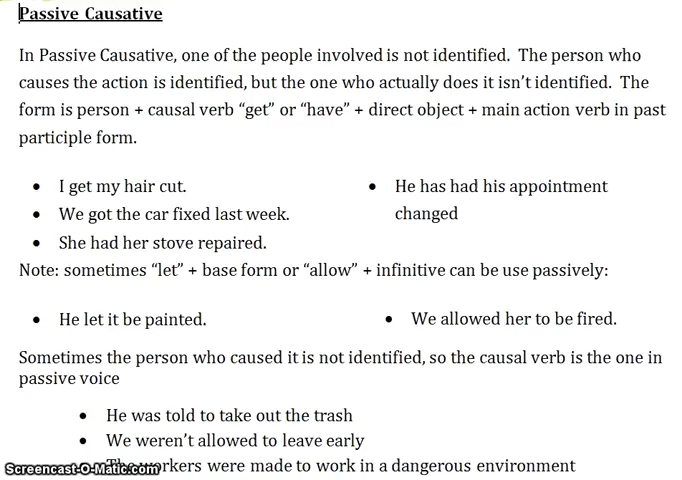 Passive Causative
In Passive Causative, one of the people involved is not identified. The person who
causes the action is identified, but the one who actually does it isn't identified. The
form is person + causal verb “get” or “have” + direct object + main action verb in past
participle form.
• I get my hair cut.
• We got the car fixed last week.
• She had her stove repaired.
• He has had his appointment
changed
Note: sometimes “let” + base form or “allow” + infinitive can be use passively:
• He let it be painted.
• We allowed her to be fired.
Sometimes the person who caused it is not identified, so the causal verb is the one in
passive voice
• He was told to take out the trash
• We weren't allowed to leave early
• The workers were made to work in a dangerous environment
Screencast-O-Matic.com